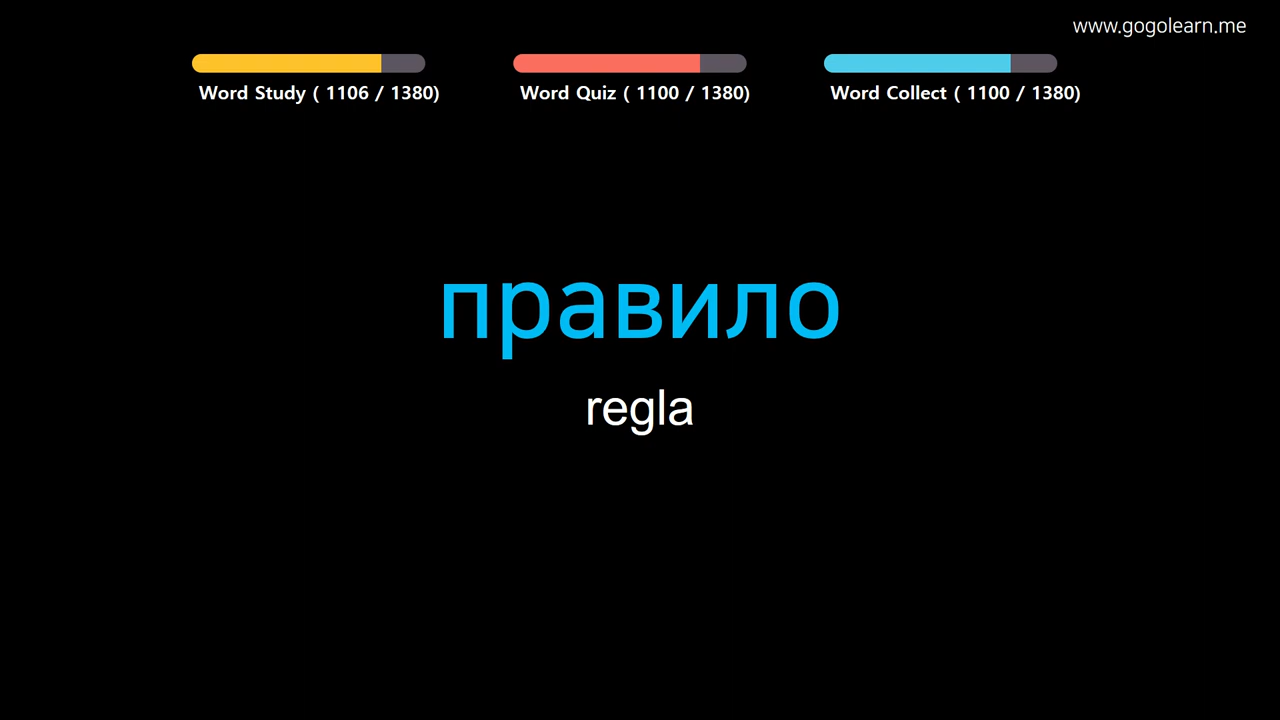 www.gogolearn.me
Word Study ( 1106 / 1380)
Word Quiz ( 1100 / 1380)
Word Collect ( 1100 / 1380)
правило
regla